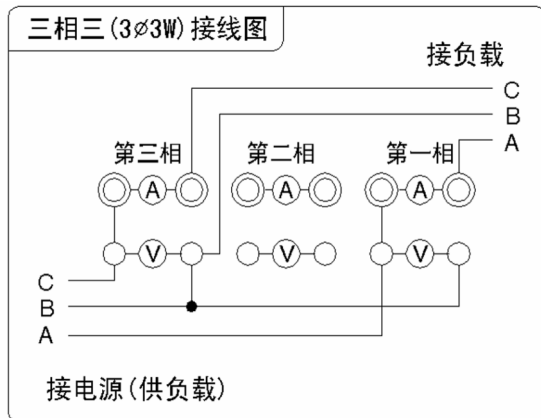 三相三(3ø3W)接线图
接负载
C
B
A
第三相 第二相 第一相
A A A
V V V
C
B
A
接电源(供负载)